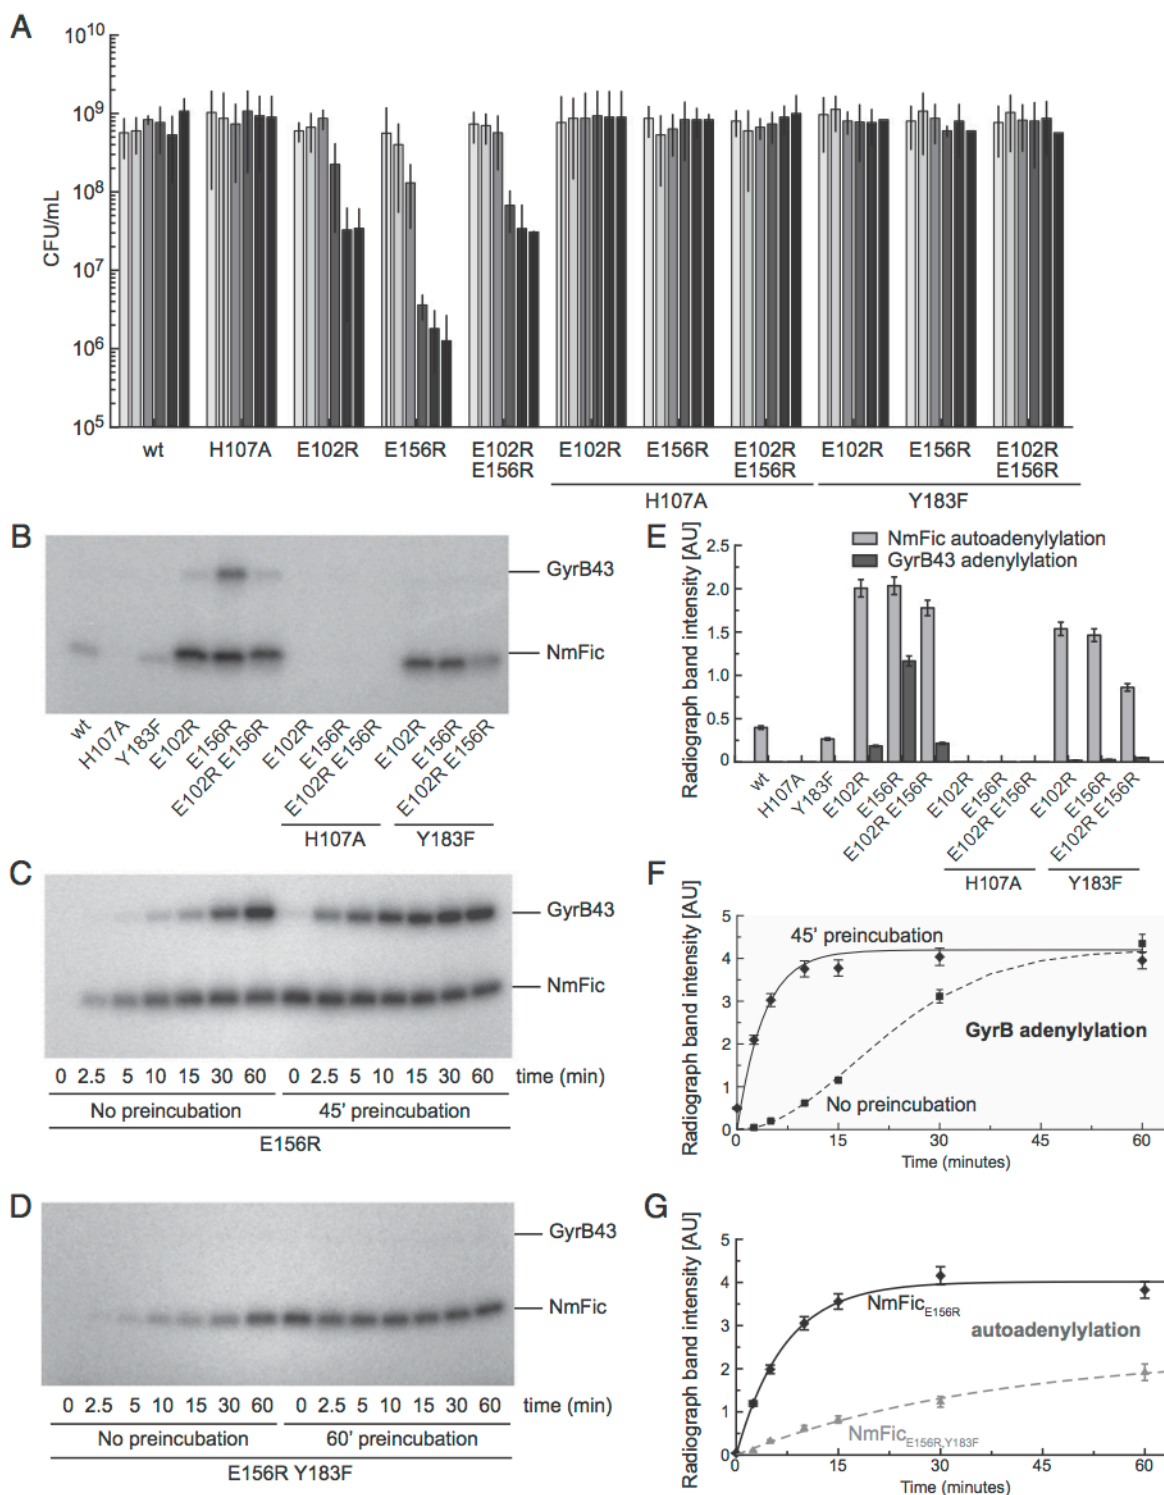 A
CFU/mL
10^10
10^9
10^8
10^7
10^6
10^5
wt H107A E102R E156R E102R E156R E102R E156R E102R E156R E102R E156R E102R E156R
H107A Y183F
B
GyrB43
NmFic
wt H107A Y183F E102R E156R E102R E156R E102R E156R E102R E156R E102R E156R E102R E156R
H107A Y183F
E
NmFic autoadenylylation
GyrB43 adenylylation
Radiograph band intensity [AU]
2.5
2.0
1.5
1.0
0.5
0
wt H107A Y183F E102R E156R E102R E156R E102R E156R E102R E156R E102R E156R E102R E156R
H107A Y183F
C
GyrB43
NmFic
0 2.5 5 10 15 30 60 0 2.5 5 10 15 30 60 time (min)
No preincubation 45' preincubation
E156R
F
Radiograph band intensity [AU]
5
4
3
2
1
0
45' preincubation
GyrB adenylylation
No preincubation
0 15 30 45 60
Time (minutes)
D
GyrB43
NmFic
0 2.5 5 10 15 30 60 0 2.5 5 10 15 30 60 time (min)
No preincubation 60' preincubation
E156R Y183F
G
Radiograph band intensity [AU]
5
4
3
2
1
0
NmFic E156R
autoadenylylation
NmFic E156R,Y183F
0 15 30 45 60
Time (minutes)